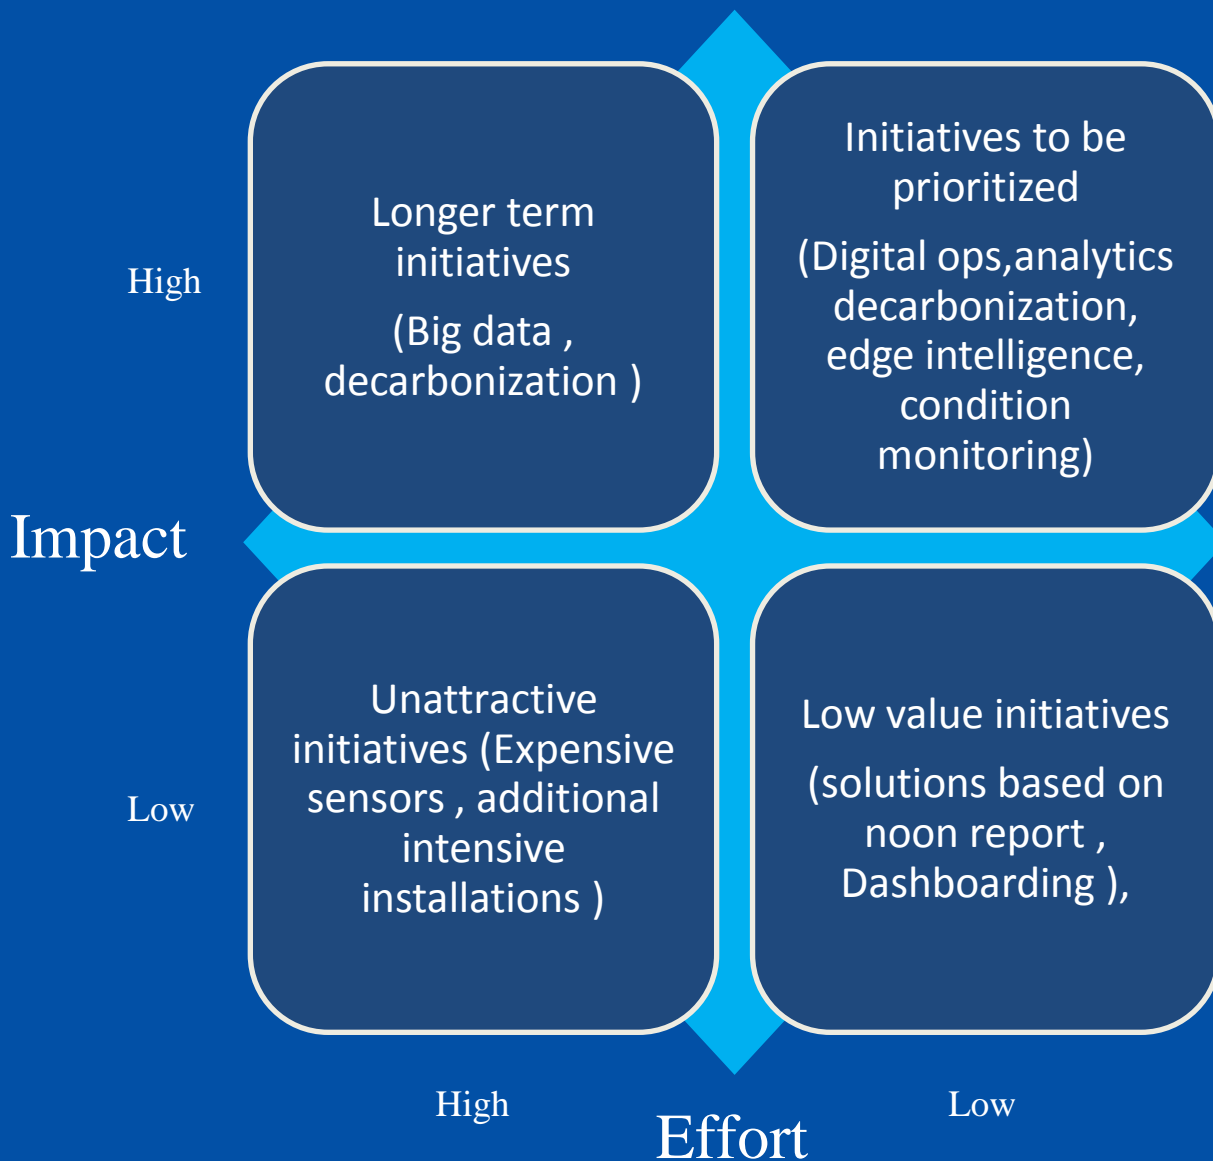 Longer term
initiatives
(Big data ,
decarbonization )
Initiatives to be
prioritized
(Digital ops,analytics
decarbonization,
edge intelligence,
condition
monitoring)
High
Impact
Unattractive
initiatives (Expensive
sensors , additional
intensive
installations )
Low value initiatives
(solutions based on
noon report ,
Dashboarding ),
Low
High
Low
Effort